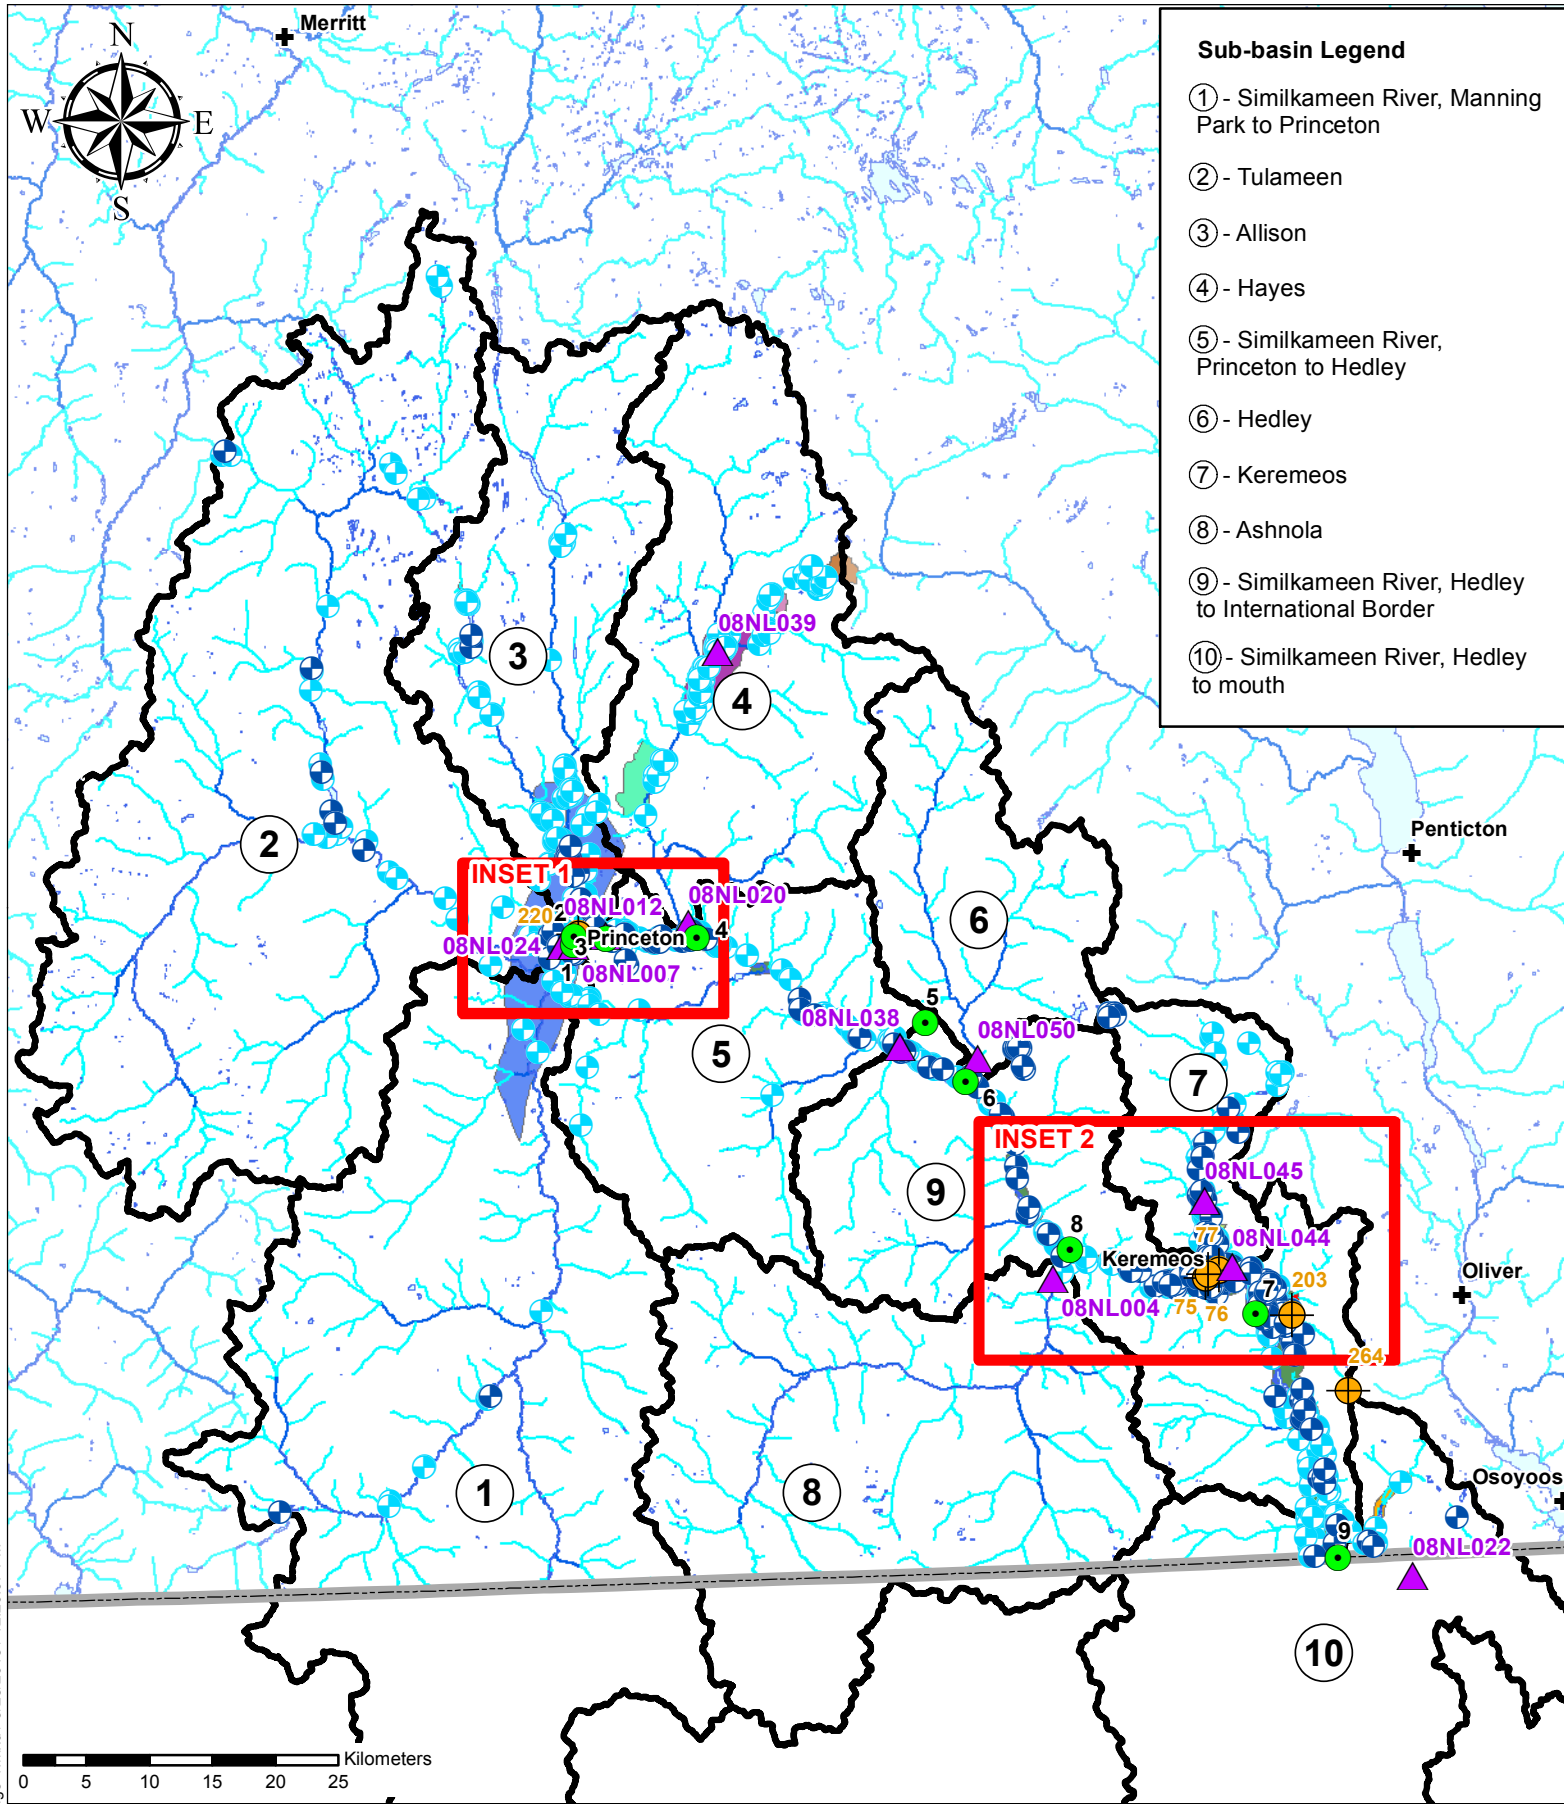 Merritt
N
W
E
S
Sub-basin Legend
1 - Similkameen River, Manning
Park to Princeton
2 - Tulameen
3 - Allison
4 - Hayes
5 - Similkameen River,
Princeton to Hedley
6 - Hedley
7 - Keremeos
8 - Ashnola
9 - Similkameen River, Hedley
to International Border
10 - Similkameen River, Hedley
to mouth
08NL039
3
4
2
Penticton
INSET 1
6
220
2
08NL012
08NL020
08NL024
3
Princeton
4
1
08NL007
5
08NL038
08NL050
5
7
6
INSET 2
08NL045
9
8
77
08NL044
Keremeos
08NL004
75
76
7
203
Oliver
264
1
8
Osoyoos
9
08NL022
10
Kilometers
0 5 10 15 20 25